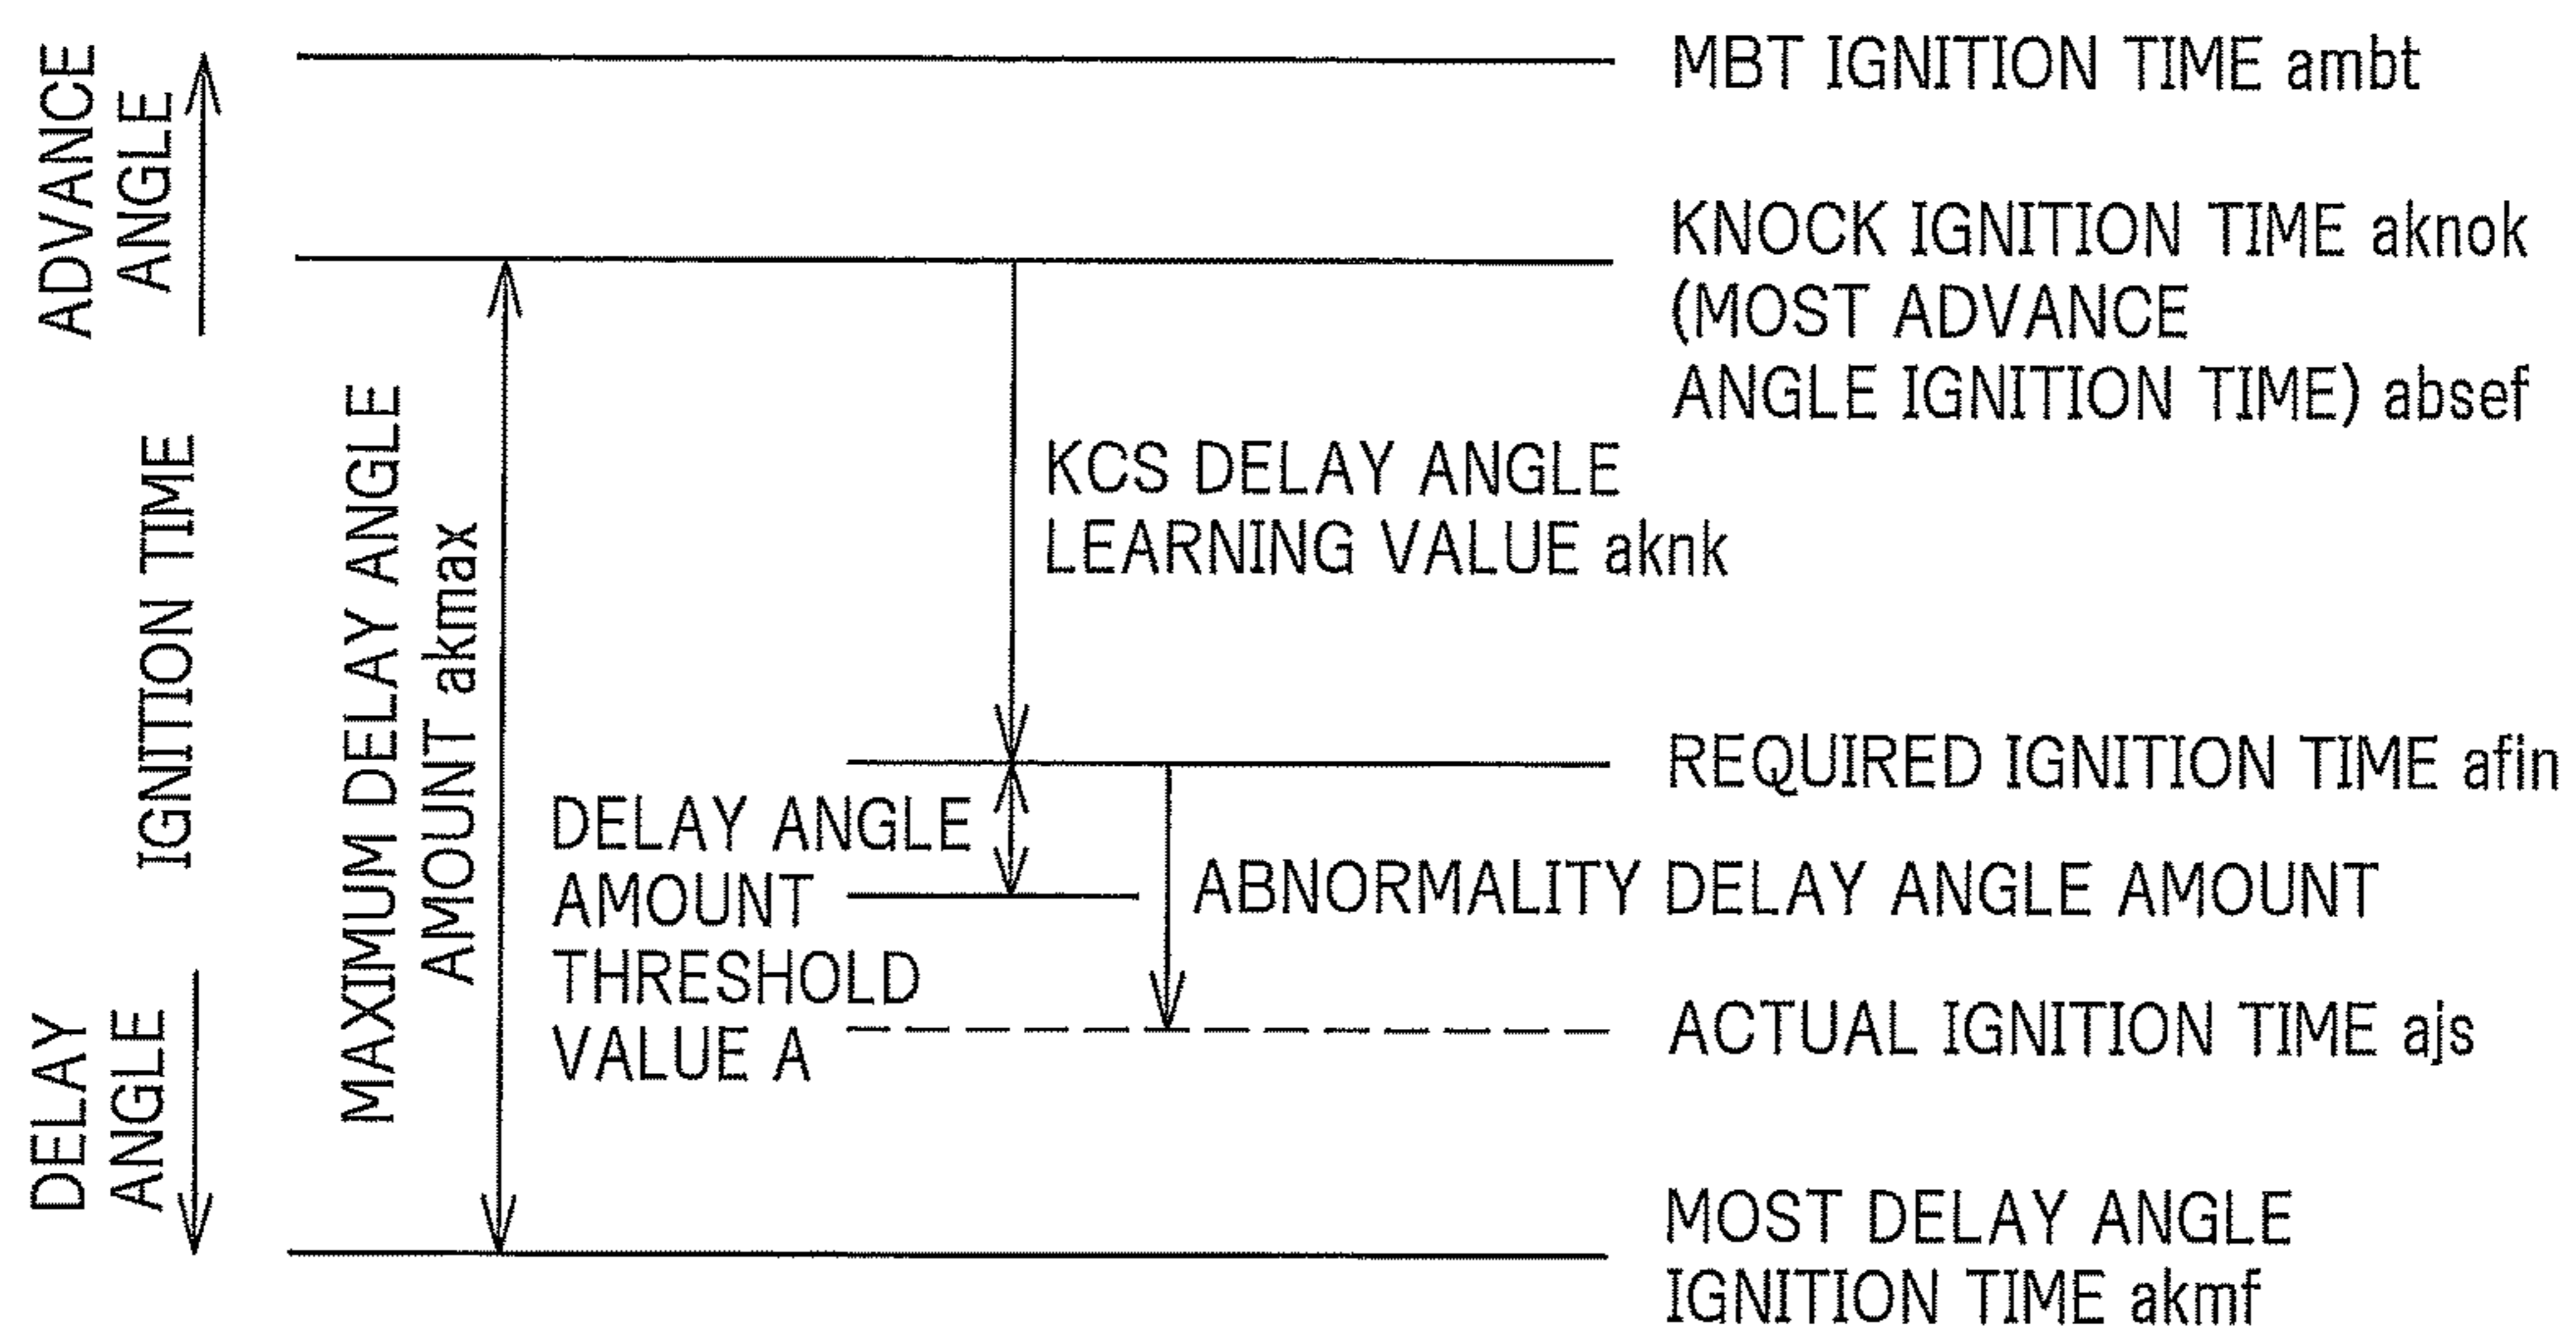 ADVANCE
ANGLE
IGNITION TIME
DELAY
ANGLE
MAXIMUM DELAY ANGLE
AMOUNT akmax
MBT IGNITION TIME ambt
KNOCK IGNITION TIME aknok
(MOST ADVANCE
ANGLE IGNITION TIME) absef
KCS DELAY ANGLE
LEARNING VALUE aknk
REQUIRED IGNITION TIME afin
DELAY ANGLE
AMOUNT
THRESHOLD
VALUE A
ABNORMALITY DELAY ANGLE AMOUNT
ACTUAL IGNITION TIME ajs
MOST DELAY ANGLE
IGNITION TIME akmf